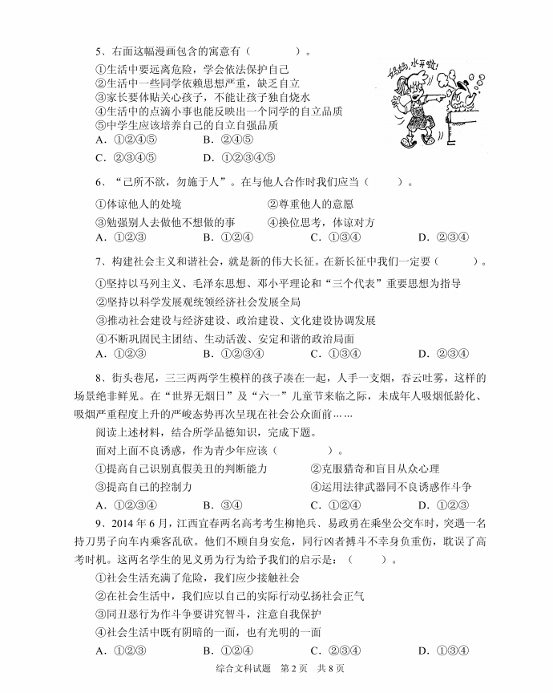 5．右面这幅漫画包含的寓意有（　　）。
①生活中要远离危险，学会依法保护自己
②生活中一些同学依赖思想严重，缺乏自立
③家长要体贴关心孩子，不能让孩子独自烧水
④生活中的点滴小事也能反映出一个同学的自立品质
⑤中学生应该培养自己的自立自强品质
A．①②④⑤　B．②④⑤
C．②③④⑤　D．①②③④⑤
妈妈,水开啦!
6．“己所不欲，勿施于人”。在与他人合作时我们应当（　　）。
①体谅他人的处境　②尊重他人的意愿
③勉强别人去做他不想做的事　④换位思考，体谅对方
A．①②③　B．①②④　C．①③④　D．②③④
7．构建社会主义和谐社会，就是新的伟大长征。在新长征中我们一定要（　　）。
①坚持以马列主义、毛泽东思想、邓小平理论和“三个代表”重要思想为指导
②坚持以科学发展观统领经济社会发展全局
③推动社会建设与经济建设、政治建设、文化建设协调发展
④不断巩固民主团结、生动活泼、安定和谐的政治局面
A．①②③　B．①②③④　C．①③④　D．②③④
8．街头巷尾，三三两两学生模样的孩子凑在一起，人手一支烟，吞云吐雾，这样的
场景绝非鲜见。在“世界无烟日”及“六一”儿童节来临之际，未成年人吸烟低龄化、
吸烟严重程度上升的严峻态势再次呈现在社会公众面前……
阅读上述材料，结合所学品德知识，完成下题。
面对上面不良诱惑，作为青少年应该（　　）。
①提高自己识别真假美丑的判断能力　②克服猎奇和盲目从众心理
③提高自己的控制力　④运用法律武器同不良诱惑作斗争
A．①②③④　B．③④　C．①②④　D．①②③
9．2014 年 6 月，江西宜春两名高考考生柳艳兵、易政勇在乘坐公交车时，突遇一名
持刀男子向车内乘客乱砍。他们不顾自身安危，同行凶者搏斗不幸身负重伤，耽误了高
考时机。这两名学生的见义勇为行为给予我们的启示是：（　　）。
①社会生活充满了危险，我们应少接触社会
②在社会生活中，我们应以自己的实际行动弘扬社会正气
③同丑恶行为作斗争要讲究智斗，注意自我保护
④社会生活中既有阴暗的一面，也有光明的一面
A．①②③　B．①②④　C．②③④　D．①③④
综合文科试题　第 2 页　共 8 页